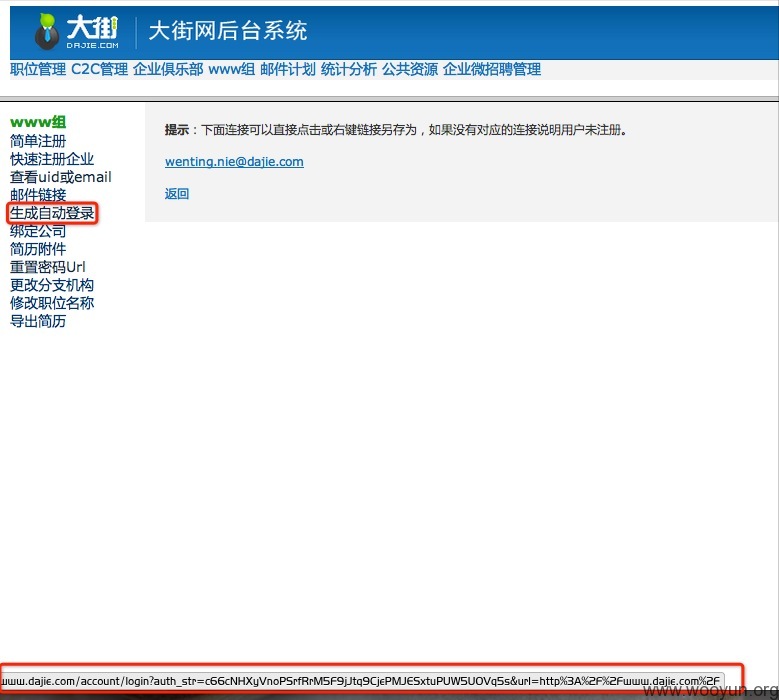 大街 DAJIE.COM 大街网后台系统
职位管理 C2C管理 企业俱乐部 www组 邮件计划 统计分析 公共资源 企业微招聘管理
www组
简单注册
快速注册企业
查看uid或email
邮件链接
生成自动登录
绑定公司
简历附件
重置密码Url
更改分支机构
修改职位名称
导出简历
提示：下面连接可以直接点击或右键链接另存为，如果没有对应的连接说明用户未注册。
wenting.nie@dajie.com
返回
www.dajie.com/account/login?auth_str=c66cNHXyVnoPSrfRrM5F9jJtq9CjePMJESxtuPUW5UOVq5s&url=http%3A%2F%2Fwww.dajie.com%2F
www.wooyun.org